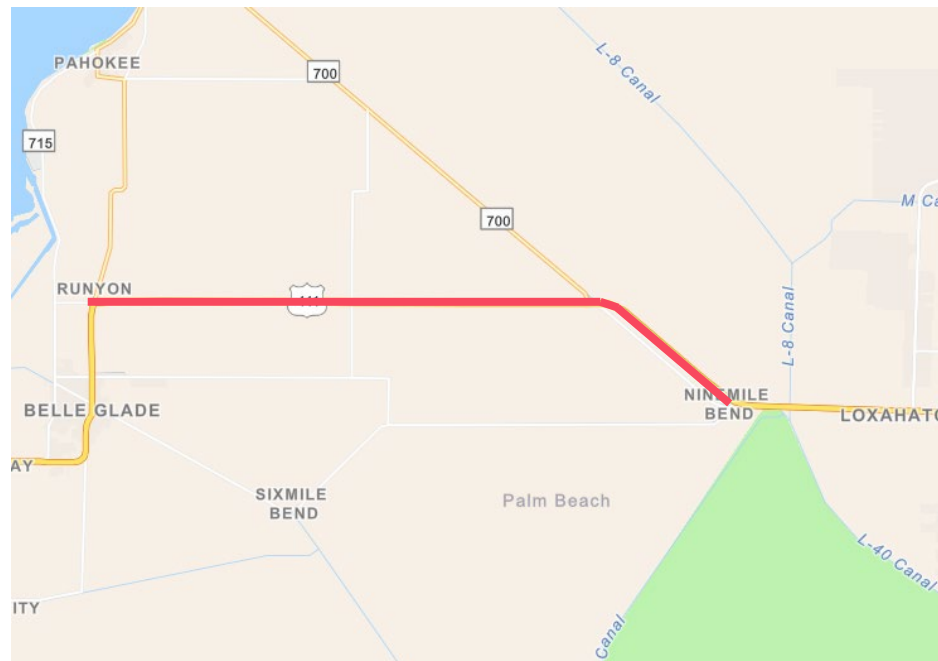 PAHOKEE
700
L-8 Canal
715
M Ca
700
RUNYON
L-8 Canal
NINEMILE
BEND
BELLE GLADE
LOXAHATC
AY
SIXMILE
BEND
Palm Beach
L-40 Canal
ITY
Canal